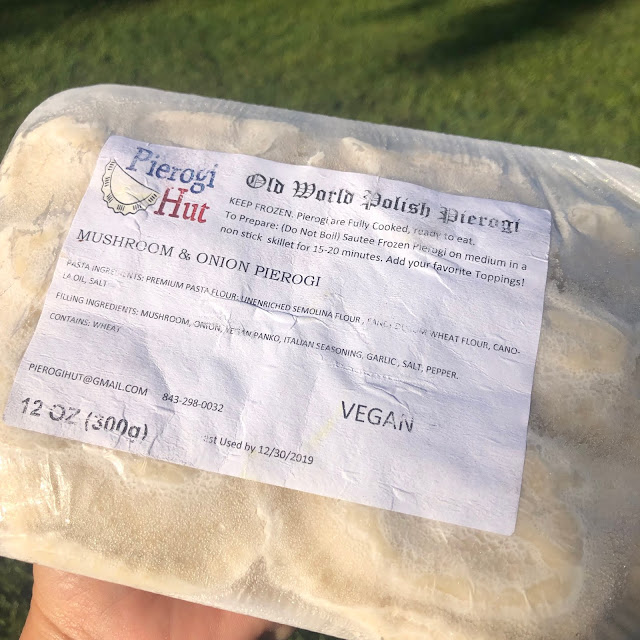 Pierogi
Hut
Old World Polish Pierogi
KEEP FROZEN. Pierogi are Fully Cooked, ready to eat.
To Prepare: (Do Not Boil) Sautee Frozen Pierogi on medium in a
non stick skillet for 15-20 minutes. Add your favorite Toppings!
MUSHROOM & ONION PIEROGI
PASTA INGREDIENTS: PREMIUM PASTA FLOUR: UNENRICHED SEMOLINA FLOUR, FANCY DURUM WHEAT FLOUR, CANO-
LA OIL, SALT
FILLING INGREDIENTS: MUSHROOM, ONION, VEGAN PANKO, ITALIAN SEASONING, GARLIC, SALT, PEPPER.
CONTAINS: WHEAT
PIEROGIHUT@GMAIL.COM 843-298-0032
VEGAN
12 OZ (300g)
Used by 12/30/2019